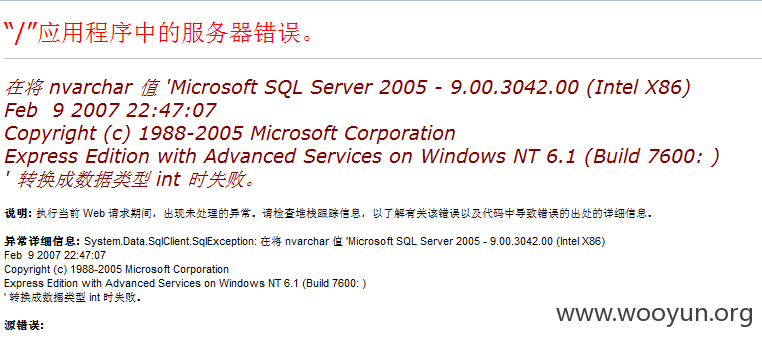 “/”应用程序中的服务器错误。
在将 nvarchar 值 'Microsoft SQL Server 2005 - 9.00.3042.00 (Intel X86)
Feb  9 2007 22:47:07
Copyright (c) 1988-2005 Microsoft Corporation
Express Edition with Advanced Services on Windows NT 6.1 (Build 7600: )
' 转换成数据类型 int 时失败。
说明: 执行当前 Web 请求期间，出现未处理的异常。请检查堆栈跟踪信息，以了解有关该错误以及代码中导致错误的出处的详细信息。
异常详细信息: System.Data.SqlClient.SqlException: 在将 nvarchar 值 'Microsoft SQL Server 2005 - 9.00.3042.00 (Intel X86)
Feb  9 2007 22:47:07
Copyright (c) 1988-2005 Microsoft Corporation
Express Edition with Advanced Services on Windows NT 6.1 (Build 7600: )
' 转换成数据类型 int 时失败。
源错误:
www.wooyun.org